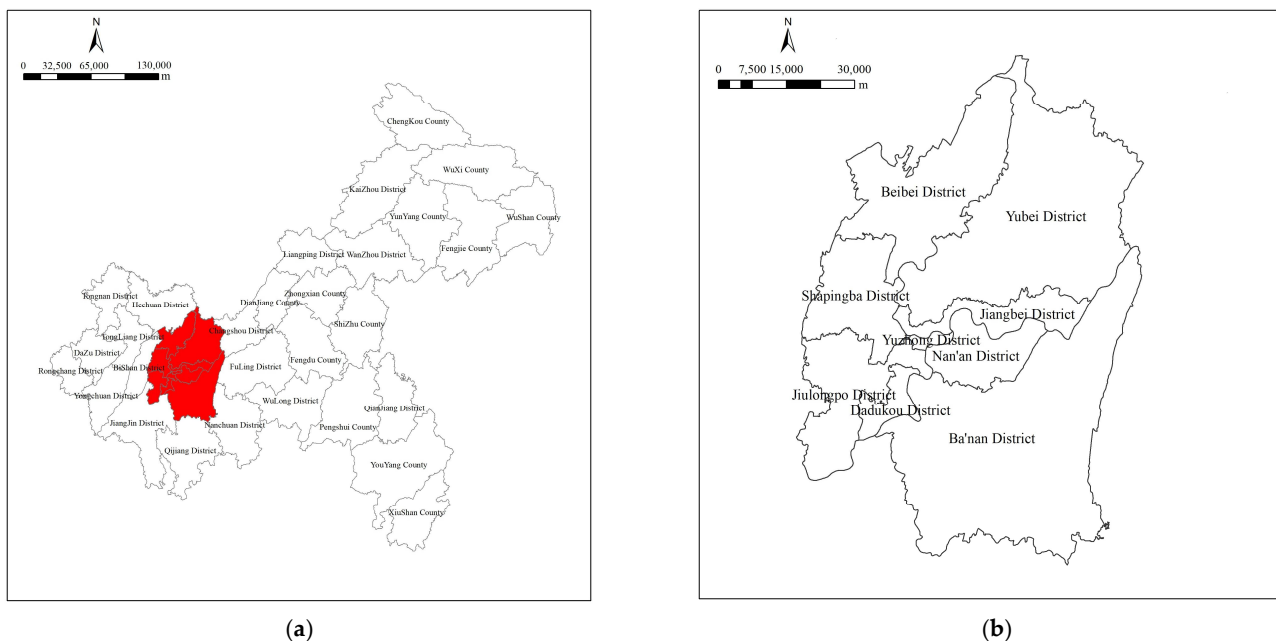 N
0 32,500 65,000 130,000
m
ChengKou County
WuXi County
KaiZhou District
YunYang County
WuShan County
Fengjie County
Liangping District
WanZhou District
Zhongxian County
DianJiang County
ShiZhu County
Changshou District
Tongnan District
Hechuan District
TongLiang District
DaZu District
Rongchang District
BiShan District
Yongchuan District
FuLing District
Fengdu County
WuLong District
QianJiang District
Pengshui County
JiangJin District
Nanchuan District
Qijiang District
YouYang County
XiuShan County
(a)
N
0 7,500 15,000 30,000
m
Beibei District
Yubei District
Shapingba District
Jiangbei District
Yuzhong District
Nan'an District
Jiulongpo District
Dadukou District
Ba'nan District
(b)